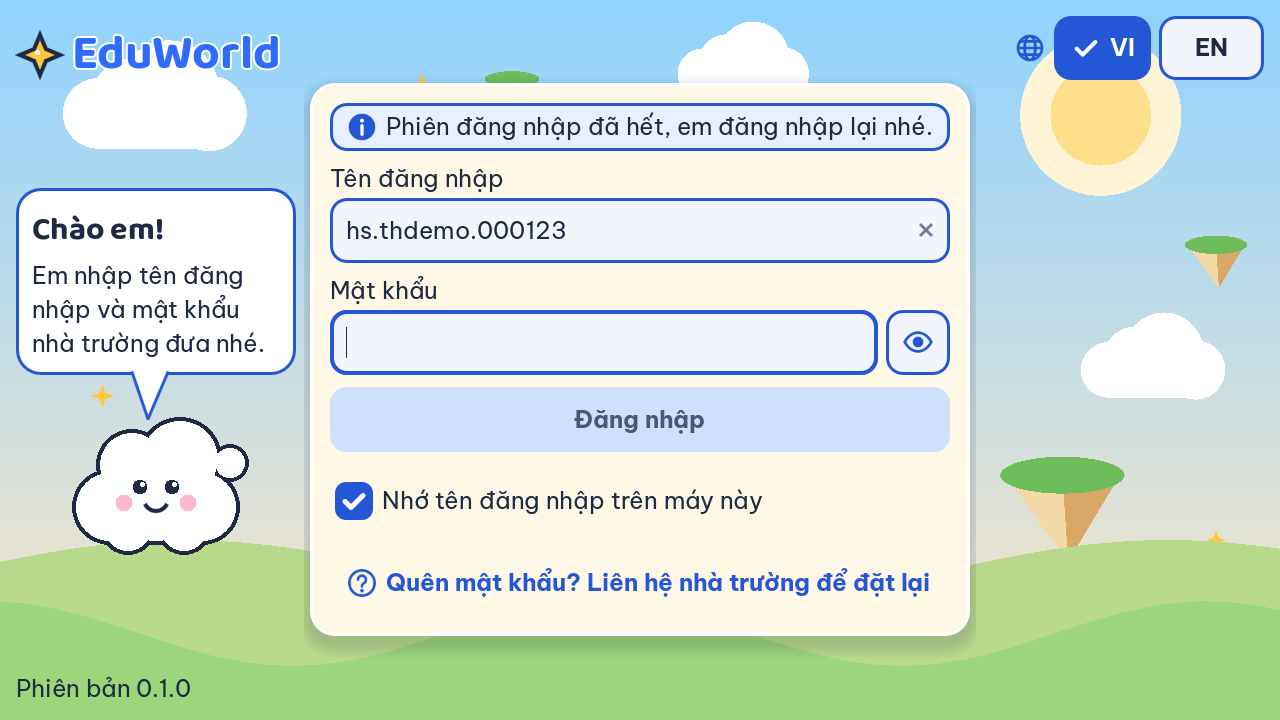 EduWorld
VI
EN
Phiên đăng nhập đã hết, em đăng nhập lại nhé.
Chào em!
Em nhập tên đăng
nhập và mật khẩu
nhà trường đưa nhé.
Tên đăng nhập
hs.thdemo.000123
Mật khẩu
Đăng nhập
Nhớ tên đăng nhập trên máy này
Quên mật khẩu? Liên hệ nhà trường để đặt lại
Phiên bản 0.1.0